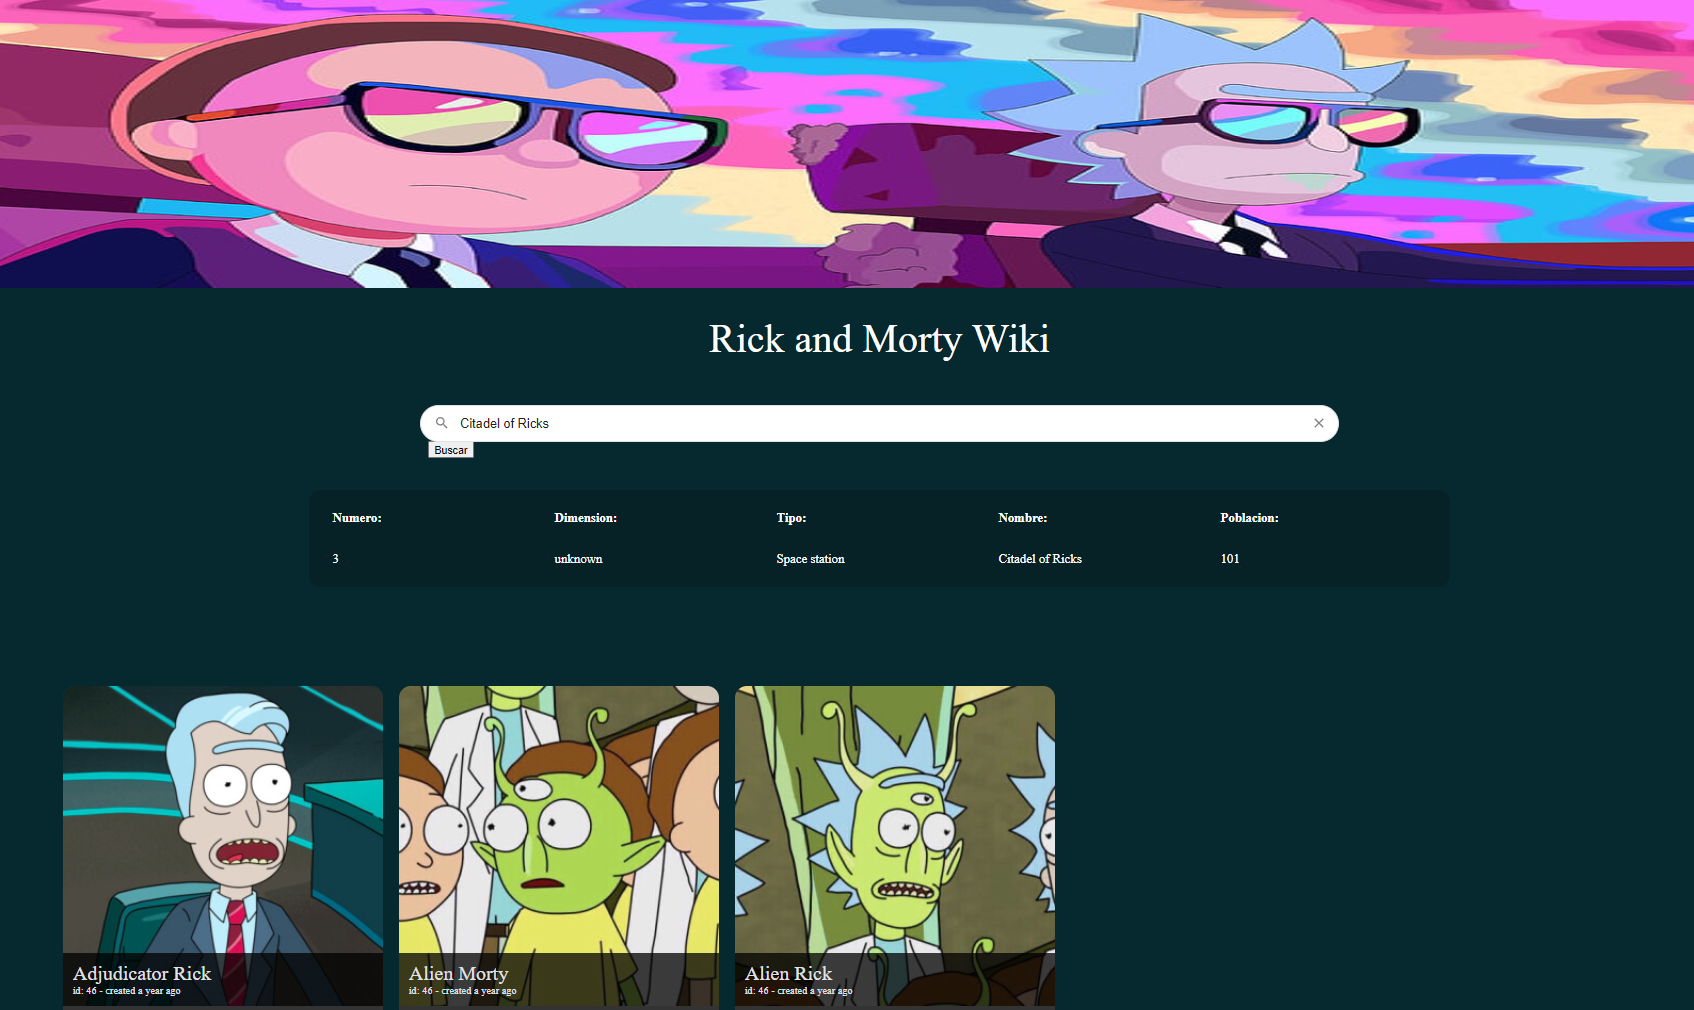 Rick and Morty Wiki
Citadel of Ricks
Buscar
Numero: Dimension: Tipo: Nombre: Poblacion:
3 unknown Space station Citadel of Ricks 101
Adjudicator Rick
id: 46 - created a year ago
Alien Morty
id: 46 - created a year ago
Alien Rick
id: 46 - created a year ago